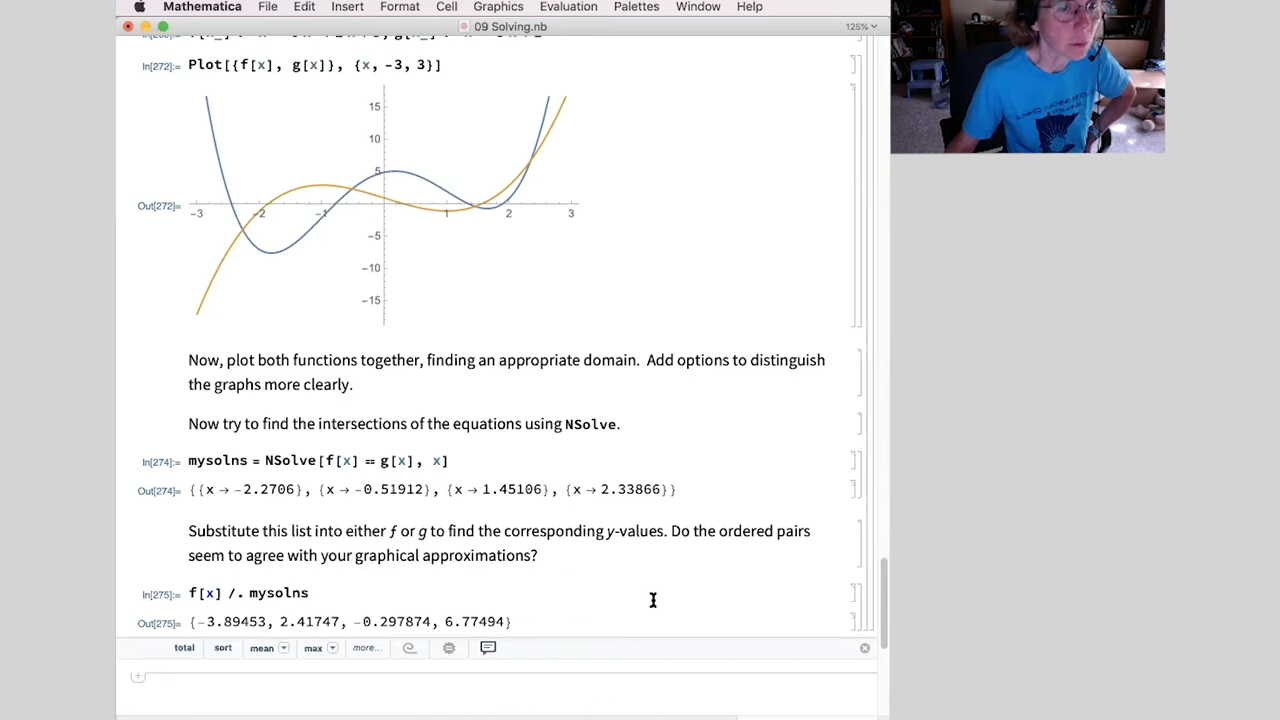 Mathematica File Edit Insert Format Cell Graphics Evaluation Palettes Window Help
09 Solving.nb
125%
In[272]:= Plot[{f[x], g[x]}, {x, -3, 3}]
Out[272]=
15
10
5
-3 -2 -1 1 2 3
-5
-10
-15
Now, plot both functions together, finding an appropriate domain. Add options to distinguish
the graphs more clearly.
Now try to find the intersections of the equations using NSolve.
In[274]:= mysolns = NSolve[f[x] == g[x], x]
Out[274]= {{x → -2.2706}, {x → -0.51912}, {x → 1.45106}, {x → 2.33866}}
Substitute this list into either f or g to find the corresponding y-values. Do the ordered pairs
seem to agree with your graphical approximations?
In[275]:= f[x] /. mysolns
Out[275]= {-3.89453, 2.41747, -0.297874, 6.77494}
total sort mean max more...